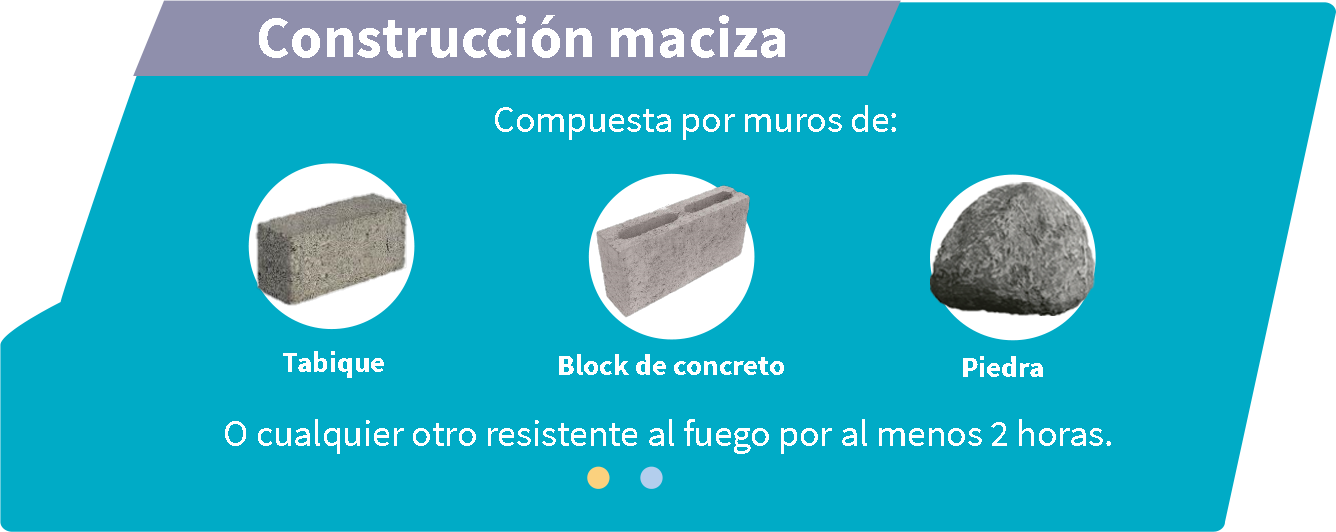 Construcción maciza
Compuesta por muros de:
Tabique
Block de concreto
Piedra
O cualquier otro resistente al fuego por al menos 2 horas.